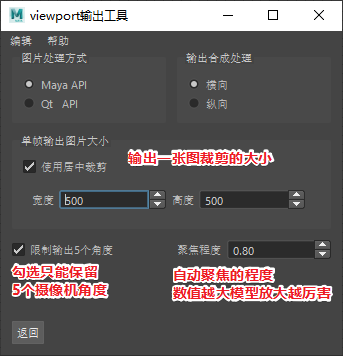 viewport输出工具
编辑 帮助
图片处理方式
输出合成处理
Maya API
横向
Qt API
纵向
单帧输出图片大小
使用居中裁剪
输出一张图裁剪的大小
宽度 500 高度 500
限制输出5个角度
聚焦程度 0.80
勾选只能保留
5个摄像机角度
自动聚焦的程度
数值越大模型放大越厉害
返回